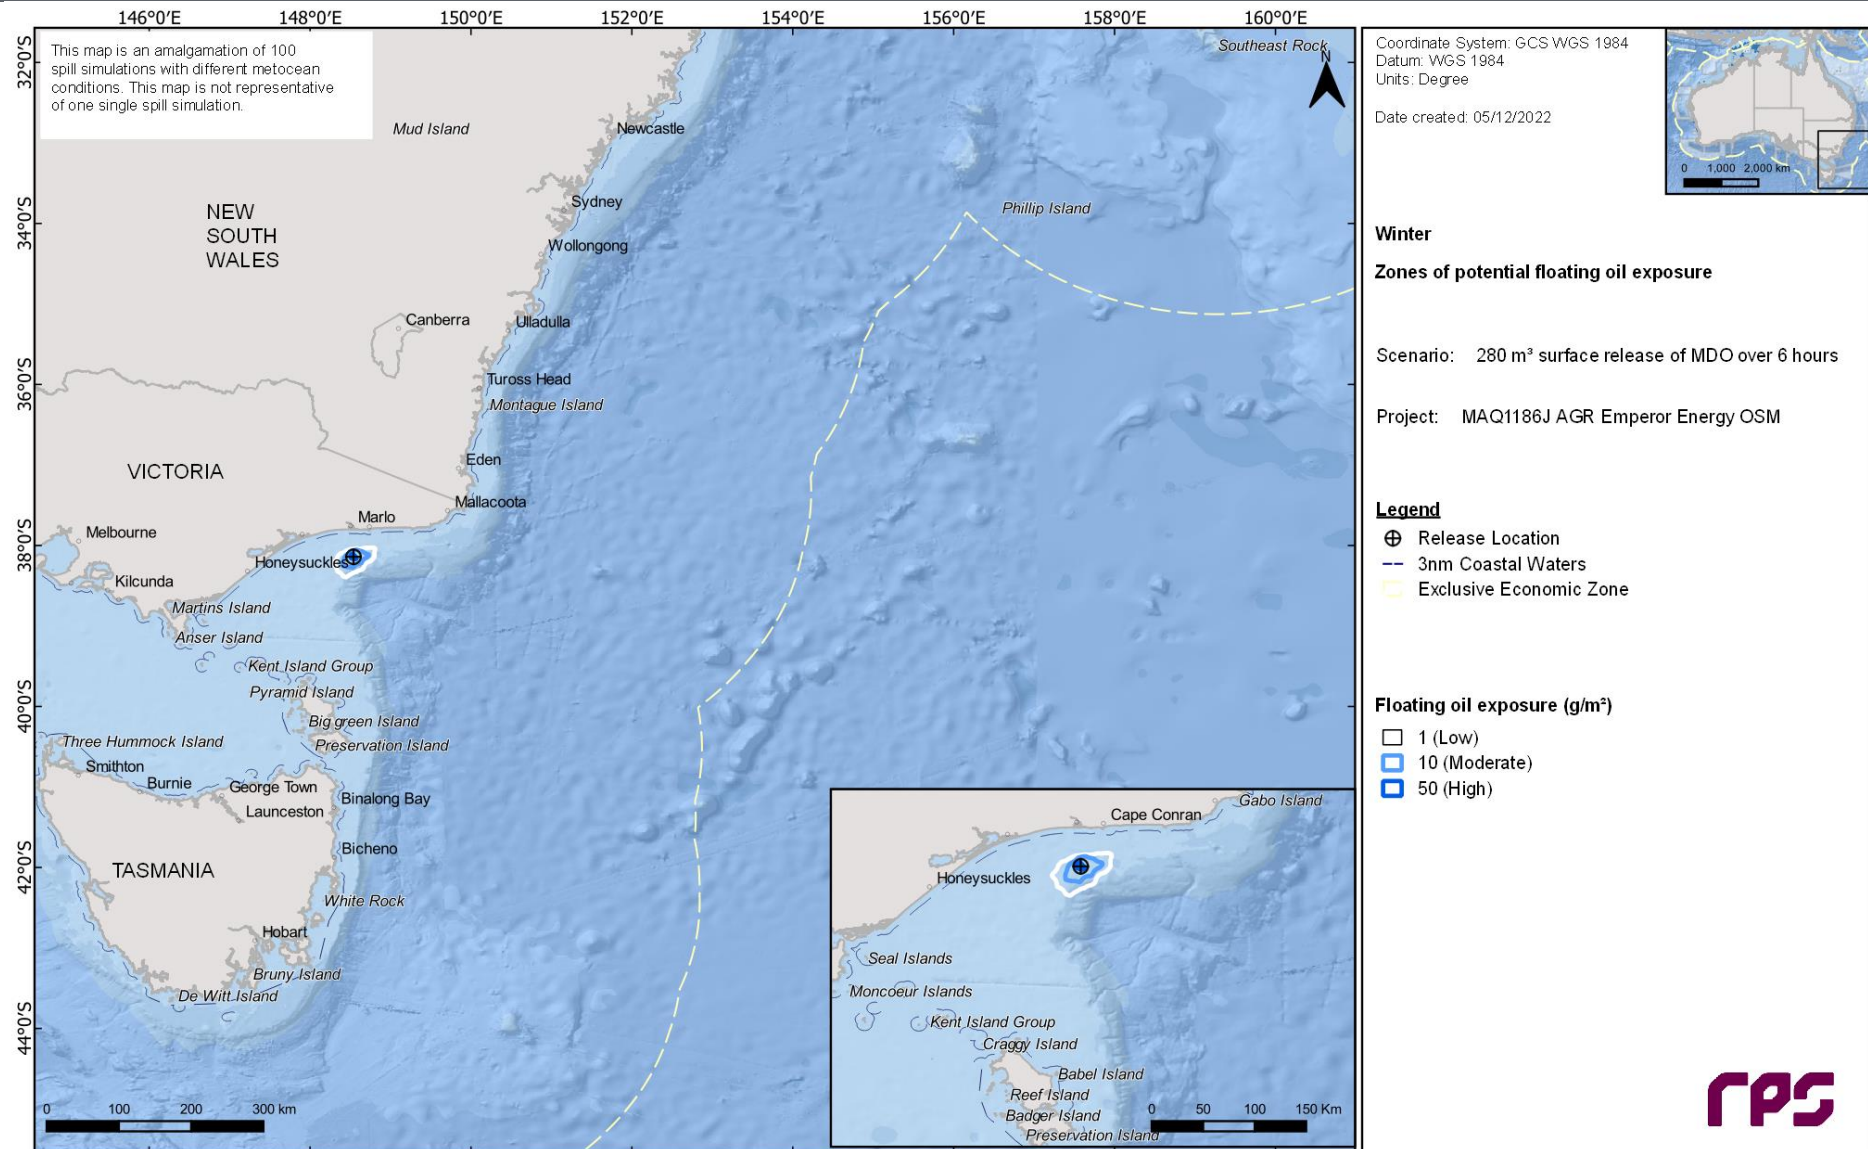 146°0'E 148°0'E 150°0'E 152°0'E 154°0'E 156°0'E 158°0'E 160°0'E
32°S
34°S
36°S
38°S
40°S
42°S
44°S
This map is an amalgamation of 100
spill simulations with different metocean
conditions. This map is not representative
of one single spill simulation.
Southeast Rock
N
Mud Island
Newcastle
NEW
SOUTH
WALES
Sydney
Phillip Island
Wollongong
Canberra
Ulladulla
Tuross Head
Montague Island
Eden
VICTORIA
Mallacoota
Marlo
Melbourne
Honeysuckles
Kilcunda
Martins Island
Anser Island
Kent Island Group
Pyramid Island
Big green Island
Three Hummock Island
Preservation Island
Smithton
Burnie
George Town
Binalong Bay
Launceston
Bicheno
TASMANIA
White Rock
Hobart
Bruny Island
De Witt Island
0 100 200 300 km
Gabo Island
Cape Conran
Honeysuckles
Seal Islands
Moncoeur Islands
Kent Island Group
Craggy Island
Babel Island
Reef Island
Badger Island
Preservation Island
0 50 100 150 Km
Coordinate System: GCS WGS 1984
Datum: WGS 1984
Units: Degree
Date created: 05/12/2022
0 1,000 2,000 km
Winter
Zones of potential floating oil exposure
Scenario: 280 m³ surface release of MDO over 6 hours
Project: MAQ1186J AGR Emperor Energy OSM
Legend
Release Location
3nm Coastal Waters
Exclusive Economic Zone
Floating oil exposure (g/m²)
1 (Low)
10 (Moderate)
50 (High)
rps